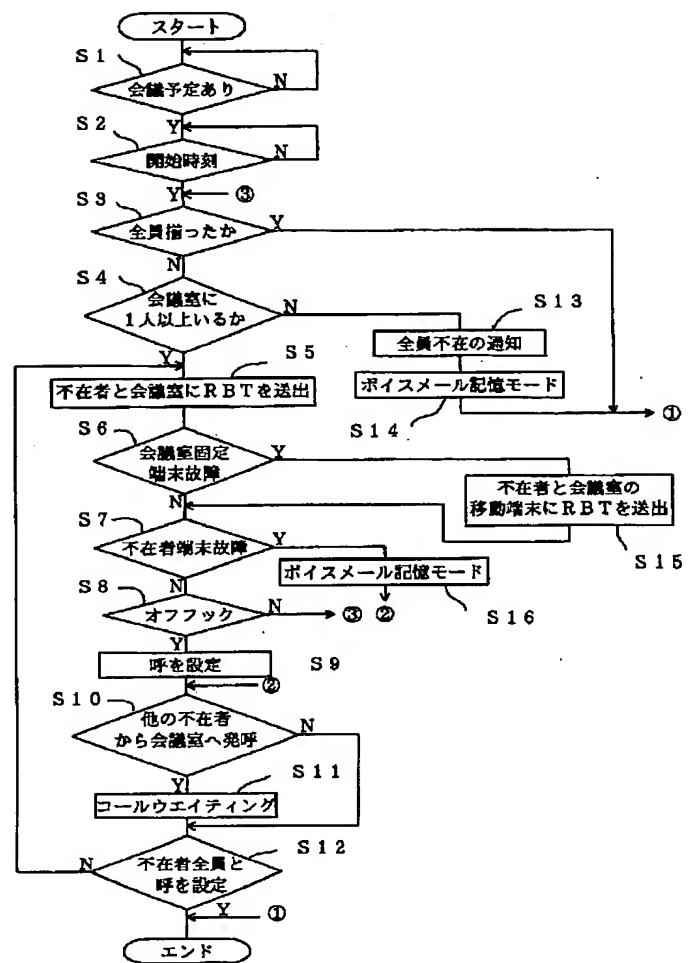 スタート
S1
会議予定あり
N
Y
S2
開始時刻
N
Y
③
S3
全員揃ったか
Y
N
S4
会議室に
1人以上いるか
N
S13
全員不在の通知
Y
S5
不在者と会議室にRBTを送出
ボイスメール記憶モード
①
S14
S6
会議室固定
端末故障
Y
N
不在者と会議室の
移動端末にRBTを送出
S15
S7
不在者端末故障
Y
N
ボイスメール記憶モード
S16
S8
オフフック
N
③ ②
Y
呼を設定
S9
②
S10
他の不在者
から会議室へ発呼
N
Y
S11
コールウエイティング
S12
N
不在者全員と
呼を設定
Y
①
エンド